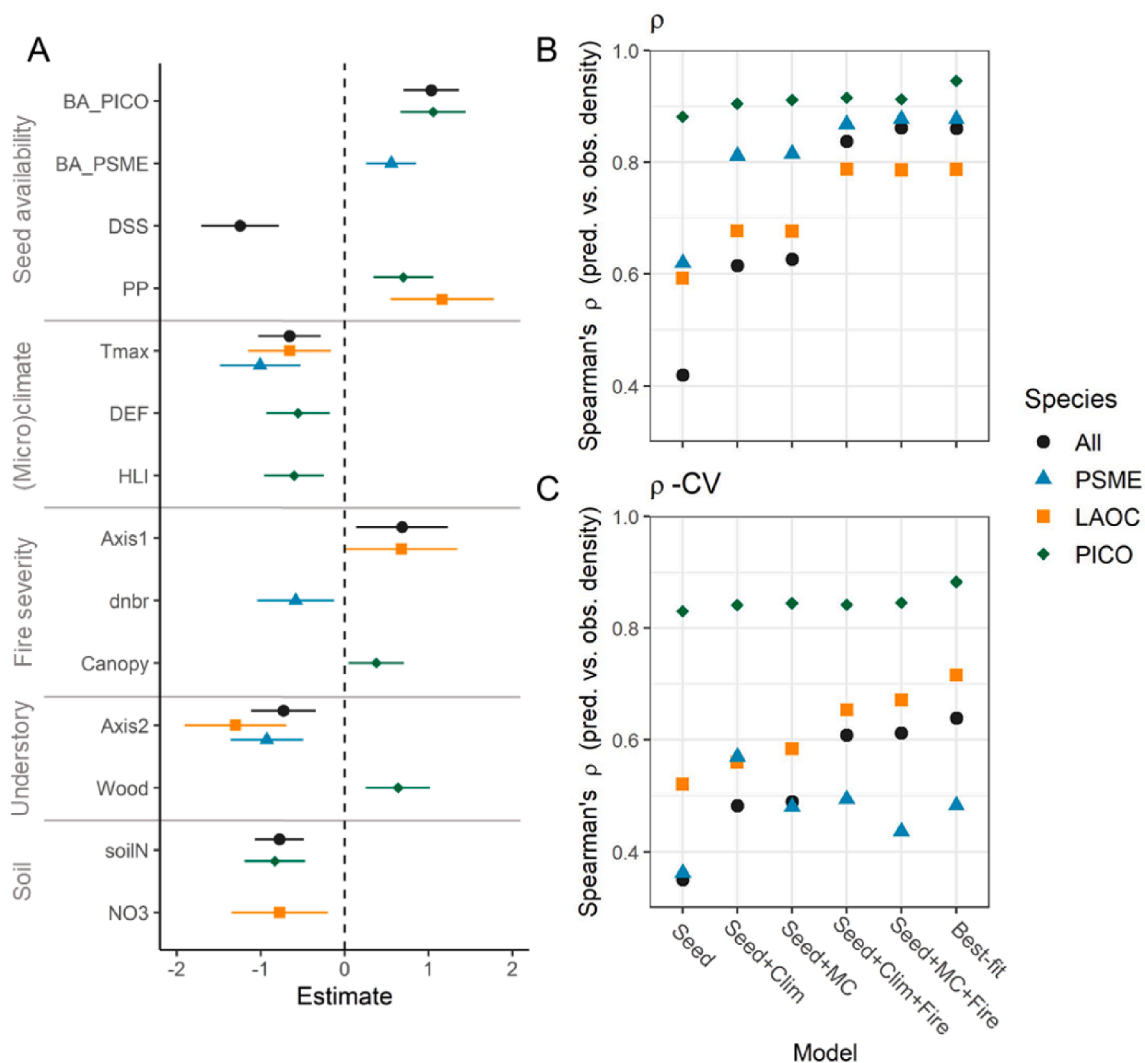 A
Seed availability
BA_PICO
BA_PSME
DSS
PP
(Micro)climate
Tmax
DEF
HLI
Fire severity
Axis1
dnbr
Canopy
Understory
Axis2
Wood
Soil
soilN
NO3
-2 -1 0 1 2
Estimate
B
ρ
Spearman's ρ (pred. vs. obs. density)
1.0
0.8
0.6
0.4
C
ρ -CV
Spearman's ρ (pred. vs. obs. density)
1.0
0.8
0.6
0.4
Seed
Seed+Clim
Seed+MC
Seed+Clim+Fire
Seed+MC+Fire
Best-fit
Model
Species
All
PSME
LAOC
PICO